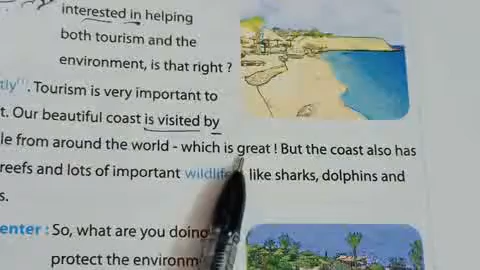 interested in helping
both tourism and the
environment, is that right ?
tly(1). Tourism is very important to
t. Our beautiful coast is visited by
le from around the world - which is great ! But the coast also has
reefs and lots of important wildlife like sharks, dolphins and
s.
enter : So, what are you doing
protect the environm